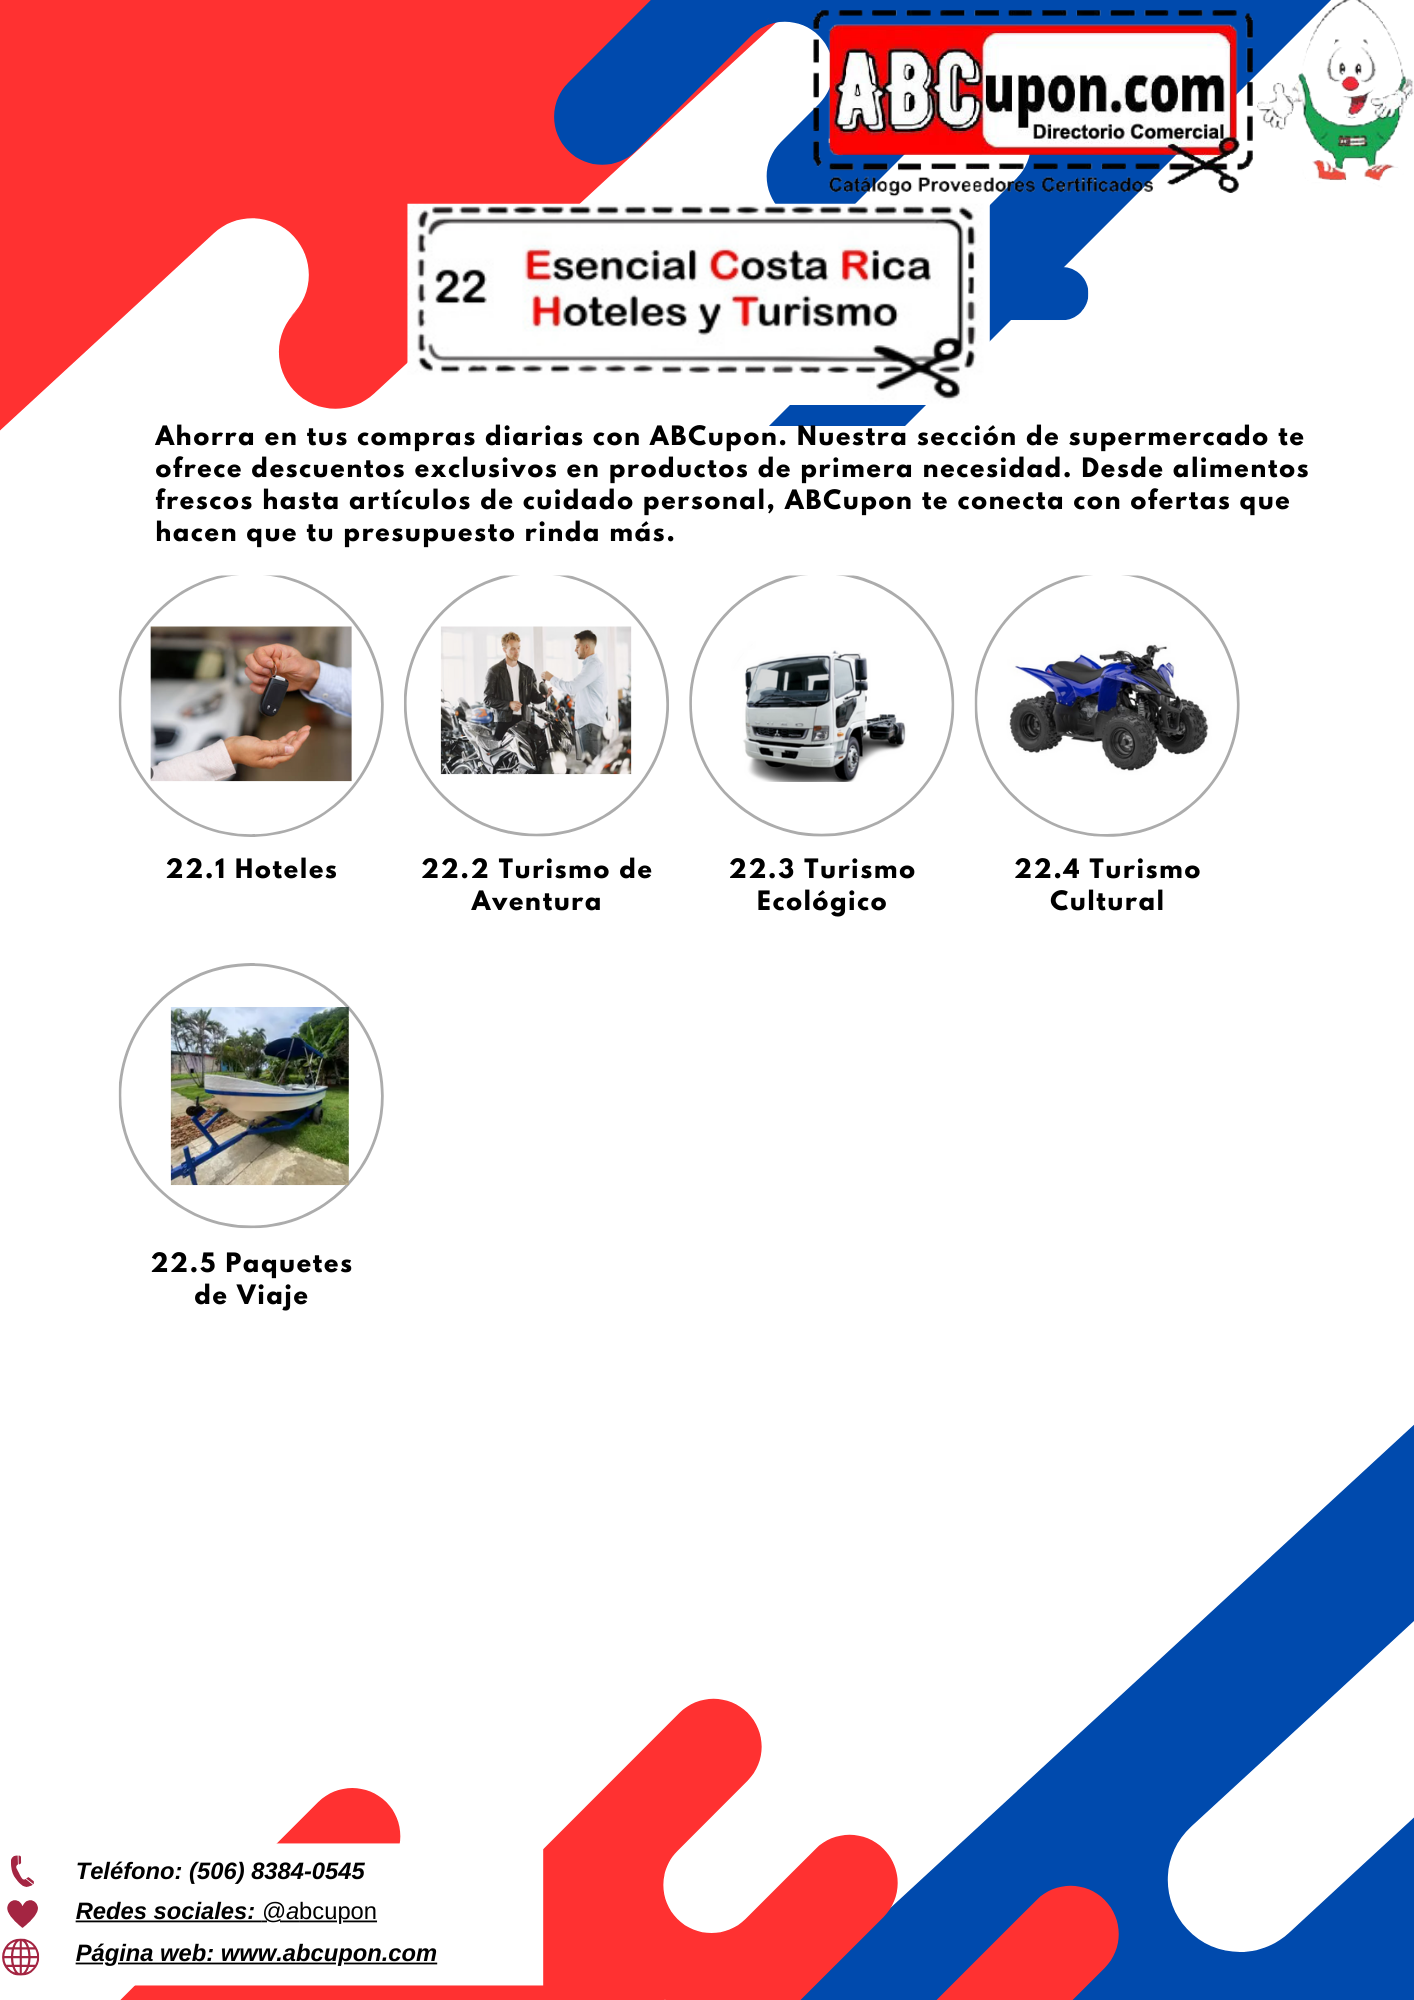 ABCupon.com
Directorio Comercial
Catálogo Proveedores Certificados
22
Esencial Costa Rica
Hoteles y Turismo
Ahorra en tus compras diarias con ABCupon. Nuestra sección de supermercado te
ofrece descuentos exclusivos en productos de primera necesidad. Desde alimentos
frescos hasta artículos de cuidado personal, ABCupon te conecta con ofertas que
hacen que tu presupuesto rinda más.
22.1 Hoteles
22.2 Turismo de
Aventura
22.3 Turismo
Ecológico
22.4 Turismo
Cultural
22.5 Paquetes
de Viaje
Teléfono: (506) 8384-0545
Redes sociales: @abcupon
Página web: www.abcupon.com